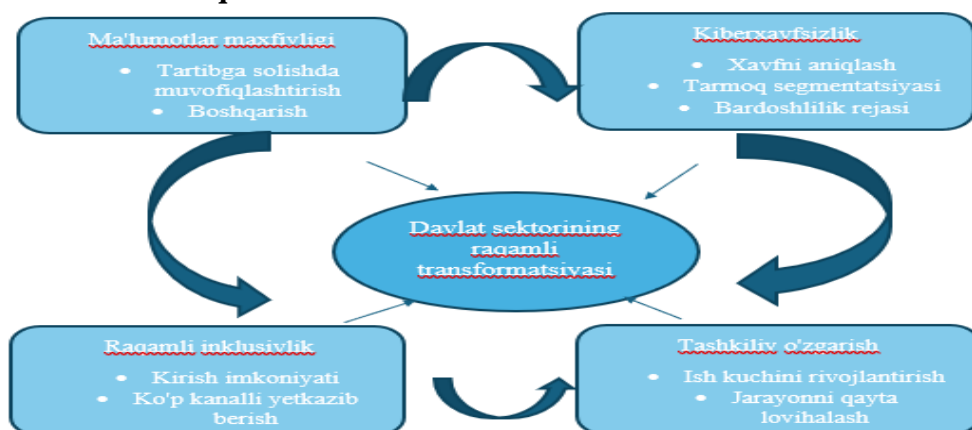 Ma'lumotlar maxfiyligi
• Tartibga solishda
muvofiqlashtirish
• Boshqarish
Kiberxavfsizlik
• Xavfni aniqlash
• Tarmoq segmentatsiyasi
• Bardoshlilik rejasi
Davlat sektorining
raqamli
transformatsiyasi
Raqamli inklusivlik
• Kirish imkoniyati
• Ko'p kanalli yetkazib
berish
Tashkiliy o'zgarish
• Ish kuchini rivojlantirish
• Jarayonni qayta
loyihalash